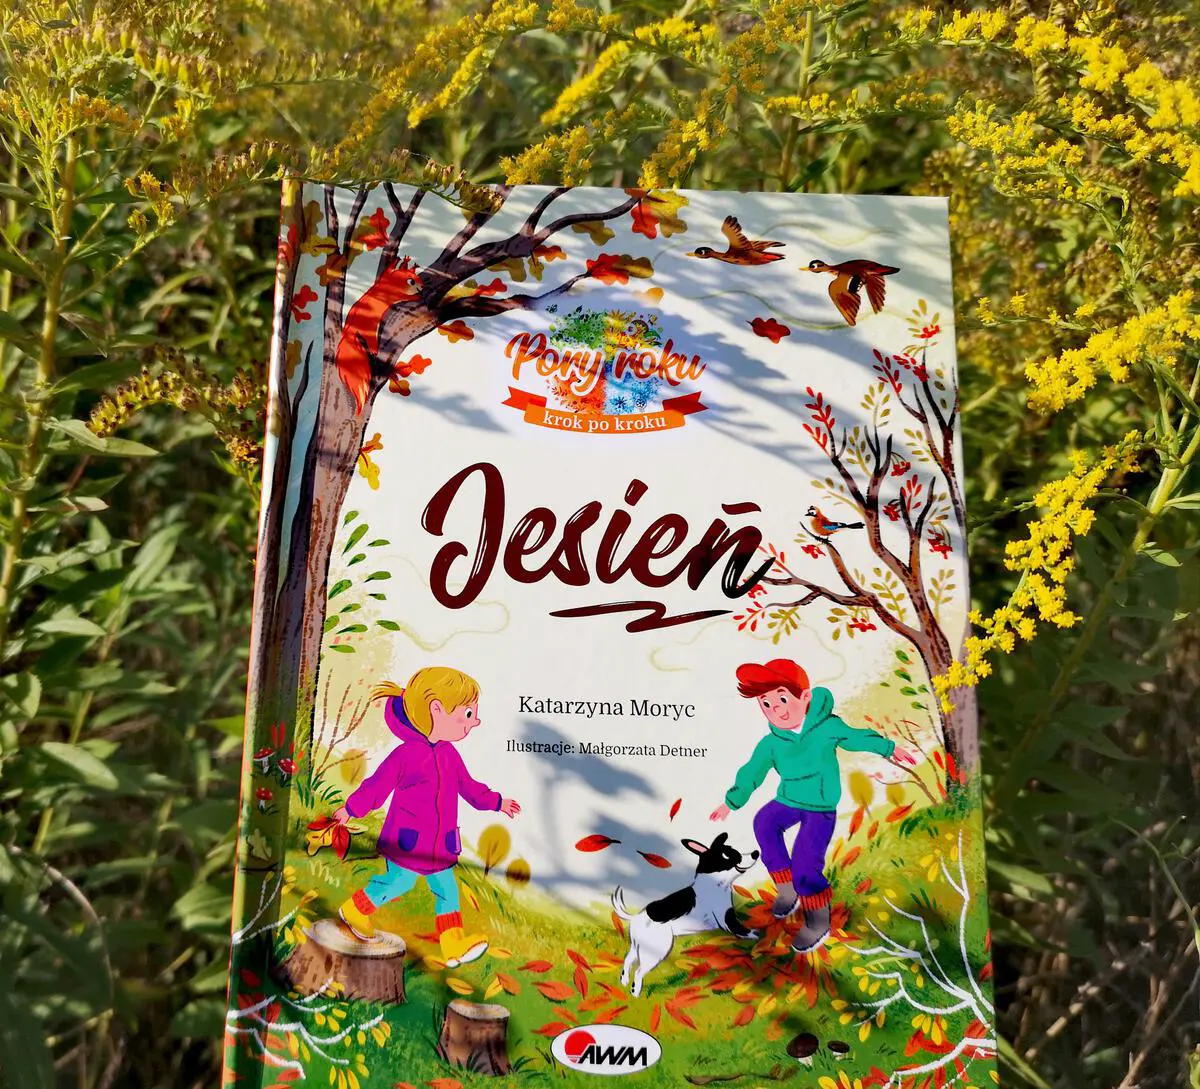 Pory roku
krok po kroku
Jesień
Katarzyna Moryc
Ilustracje: Małgorzata Detner
AWM